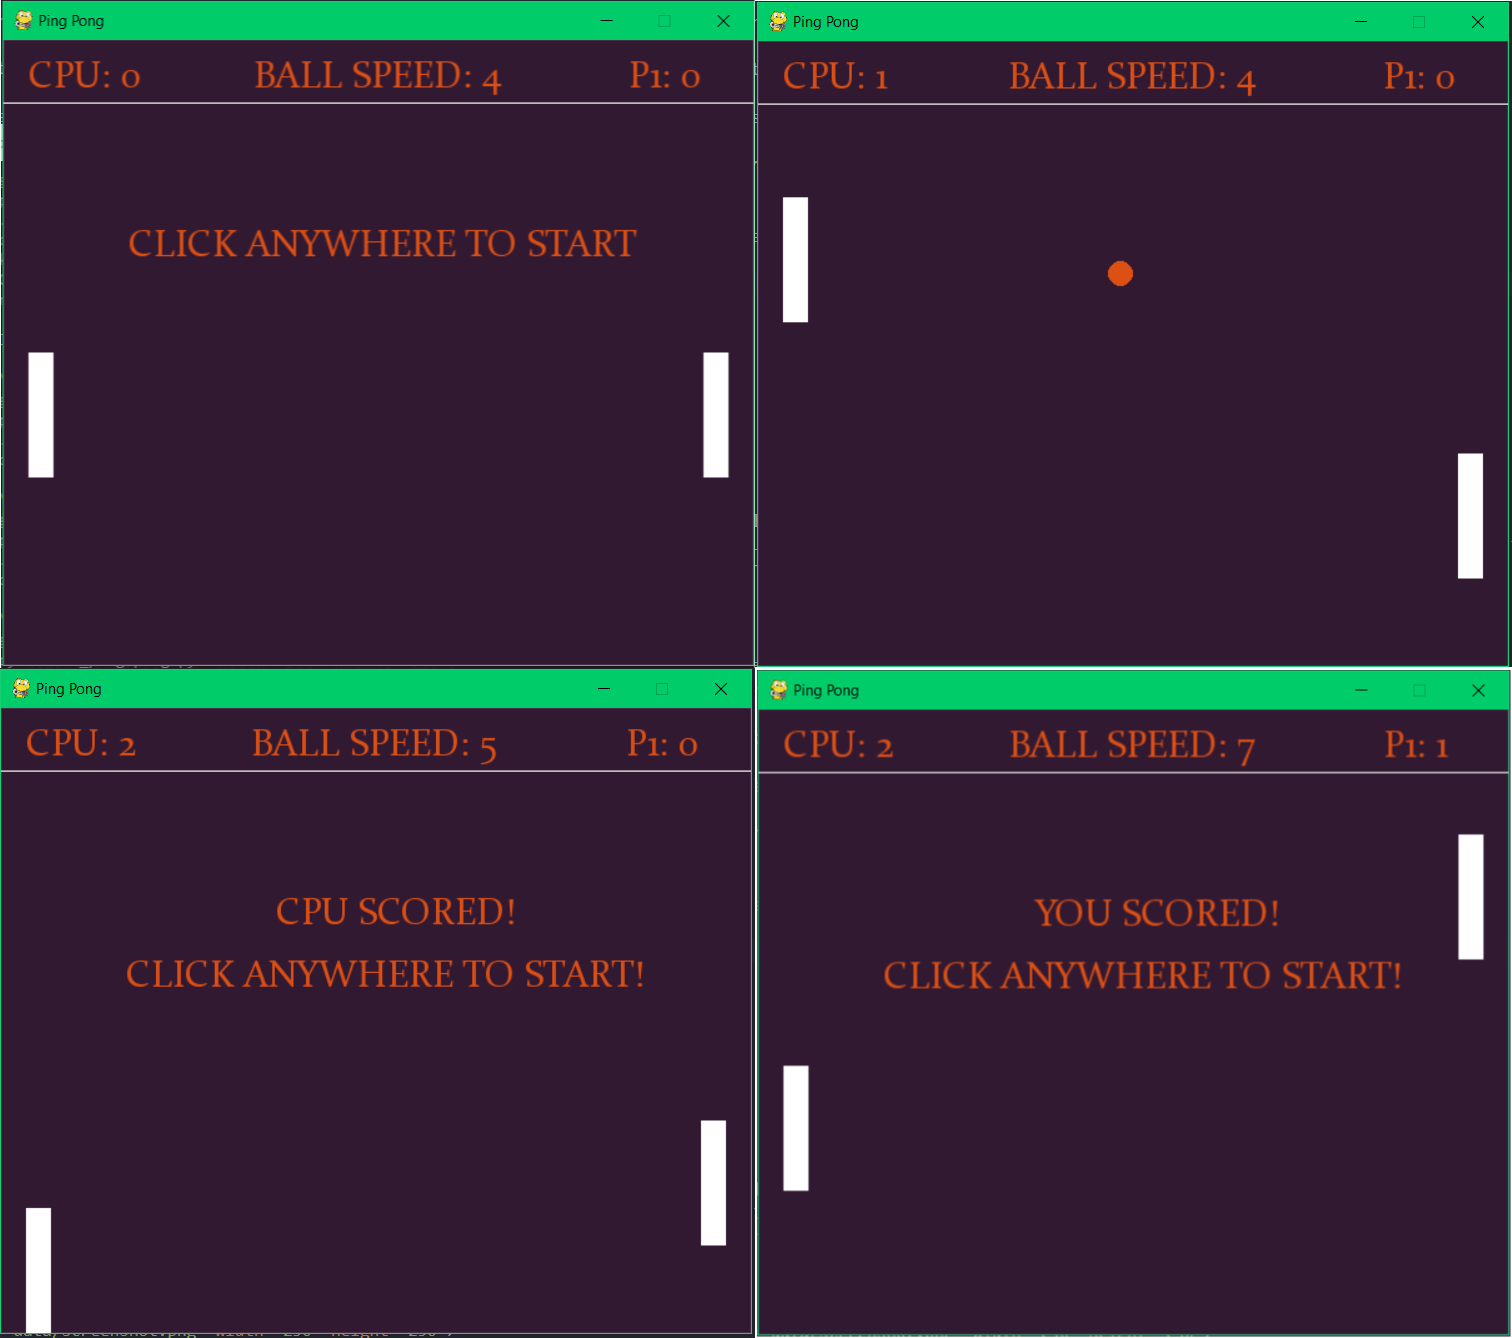 Ping Pong
CPU: 0 BALL SPEED: 4 P1: 0
CLICK ANYWHERE TO START
Ping Pong
CPU: 1 BALL SPEED: 4 P1: 0
Ping Pong
CPU: 2 BALL SPEED: 5 P1: 0
CPU SCORED!
CLICK ANYWHERE TO START!
Ping Pong
CPU: 2 BALL SPEED: 7 P1: 1
YOU SCORED!
CLICK ANYWHERE TO START!